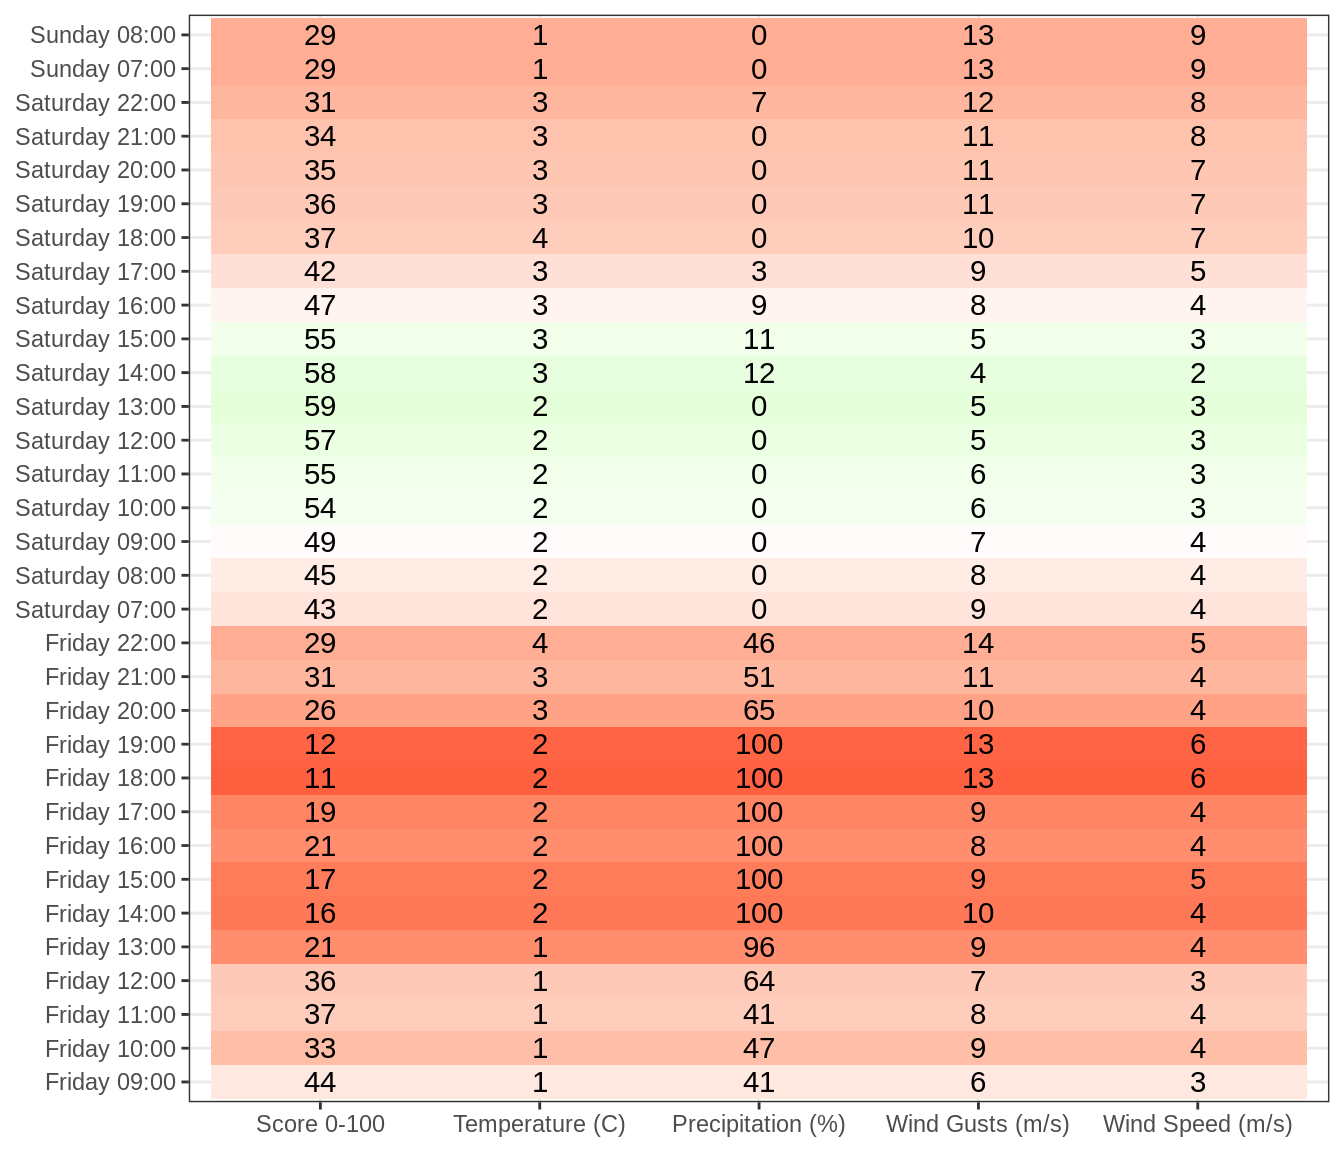 Sunday 08:00 29 1 0 13 9
Sunday 07:00 29 1 0 13 9
Saturday 22:00 31 3 7 12 8
Saturday 21:00 34 3 0 11 8
Saturday 20:00 35 3 0 11 7
Saturday 19:00 36 3 0 11 7
Saturday 18:00 37 4 0 10 7
Saturday 17:00 42 3 3 9 5
Saturday 16:00 47 3 9 8 4
Saturday 15:00 55 3 11 5 3
Saturday 14:00 58 3 12 4 2
Saturday 13:00 59 2 0 5 3
Saturday 12:00 57 2 0 5 3
Saturday 11:00 55 2 0 6 3
Saturday 10:00 54 2 0 6 3
Saturday 09:00 49 2 0 7 4
Saturday 08:00 45 2 0 8 4
Saturday 07:00 43 2 0 9 4
Friday 22:00 29 4 46 14 5
Friday 21:00 31 3 51 11 4
Friday 20:00 26 3 65 10 4
Friday 19:00 12 2 100 13 6
Friday 18:00 11 2 100 13 6
Friday 17:00 19 2 100 9 4
Friday 16:00 21 2 100 8 4
Friday 15:00 17 2 100 9 5
Friday 14:00 16 2 100 10 4
Friday 13:00 21 1 96 9 4
Friday 12:00 36 1 64 7 3
Friday 11:00 37 1 41 8 4
Friday 10:00 33 1 47 9 4
Friday 09:00 44 1 41 6 3
Score 0-100 Temperature (C) Precipitation (%) Wind Gusts (m/s) Wind Speed (m/s)